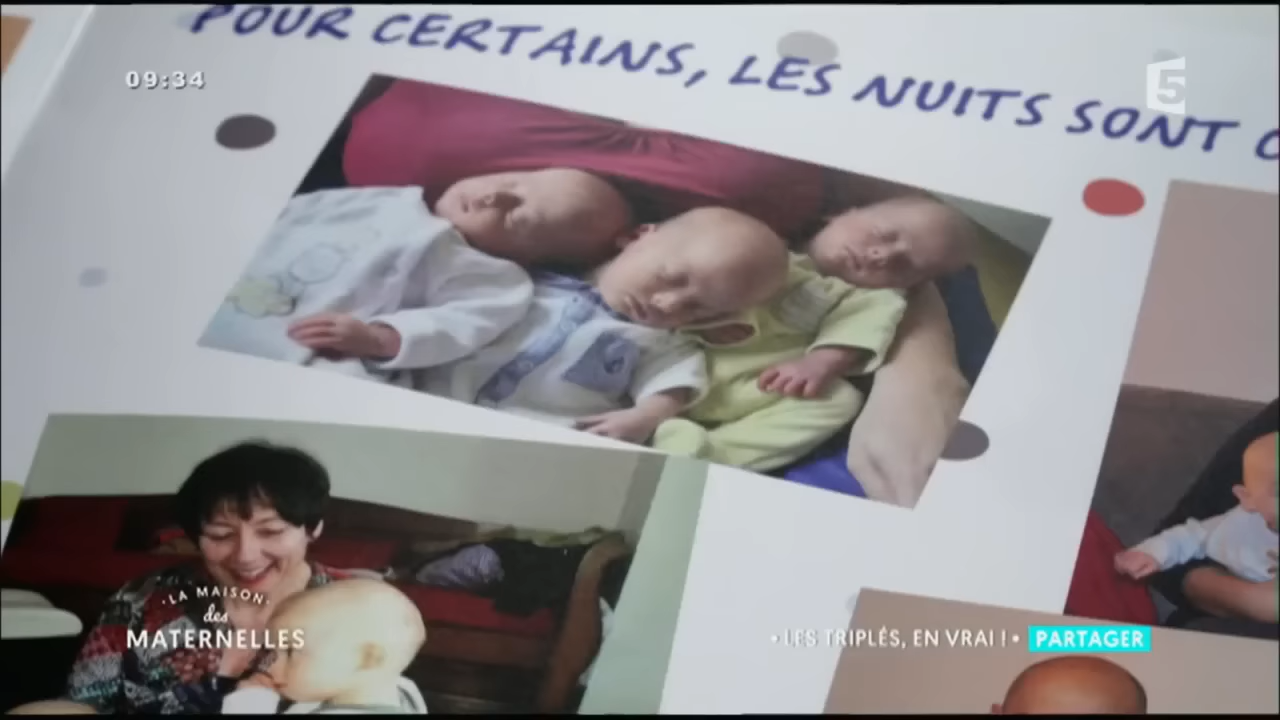 POUR CERTAINS, LES NUITS SONT
09:34
5
·LA MAISON·
des
MATERNELLES
• LES TRIPLÉS, EN VRAI ! • PARTAGER